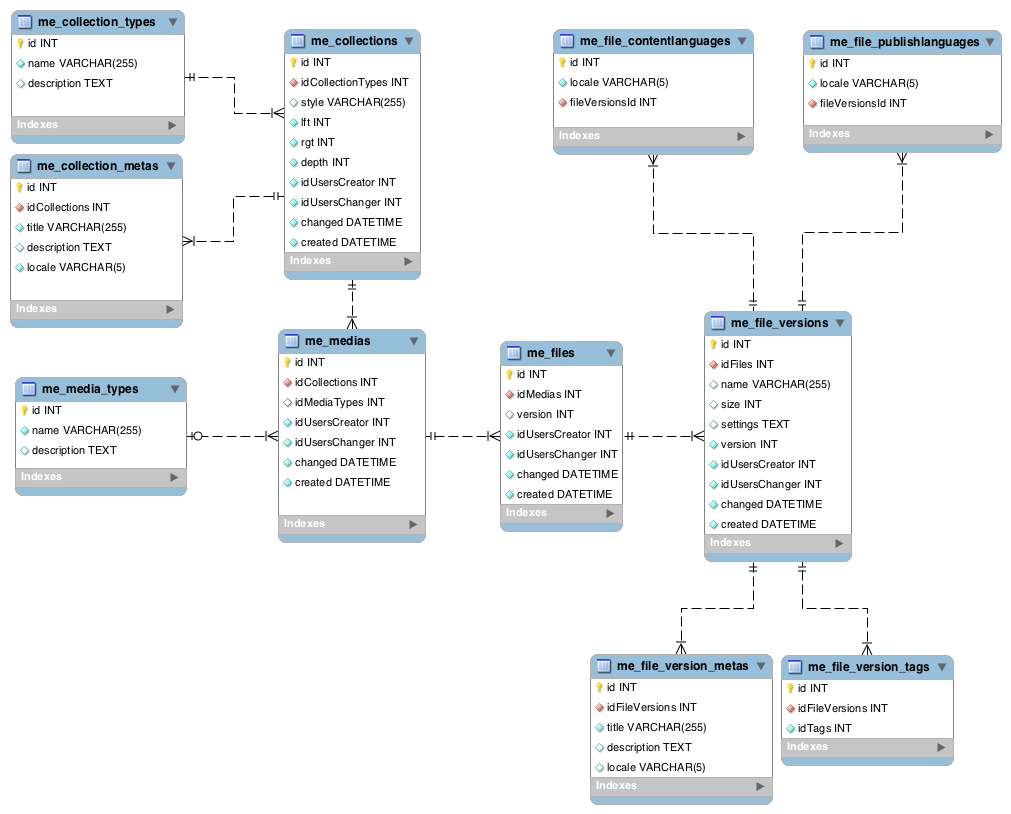 me_collection_types
id INT
name VARCHAR(255)
description TEXT
Indexes
me_collections
id INT
idCollectionTypes INT
style VARCHAR(255)
lft INT
rgt INT
depth INT
idUsersCreator INT
idUsersChanger INT
changed DATETIME
created DATETIME
Indexes
me_file_contentlanguages
id INT
locale VARCHAR(5)
fileVersionsId INT
Indexes
me_file_publishlanguages
id INT
locale VARCHAR(5)
fileVersionsId INT
Indexes
me_collection_metas
id INT
idCollections INT
title VARCHAR(255)
description TEXT
locale VARCHAR(5)
Indexes
me_media_types
id INT
name VARCHAR(255)
description TEXT
Indexes
me_medias
id INT
idCollections INT
idMediaTypes INT
idUsersCreator INT
idUsersChanger INT
changed DATETIME
created DATETIME
Indexes
me_files
id INT
idMedias INT
version INT
idUsersCreator INT
idUsersChanger INT
changed DATETIME
created DATETIME
Indexes
me_file_versions
id INT
idFiles INT
name VARCHAR(255)
size INT
settings TEXT
version INT
idUsersCreator INT
idUsersChanger INT
changed DATETIME
created DATETIME
Indexes
me_file_version_metas
id INT
idFileVersions INT
title VARCHAR(255)
description TEXT
locale VARCHAR(5)
Indexes
me_file_version_tags
id INT
idFileVersions INT
idTags INT
Indexes